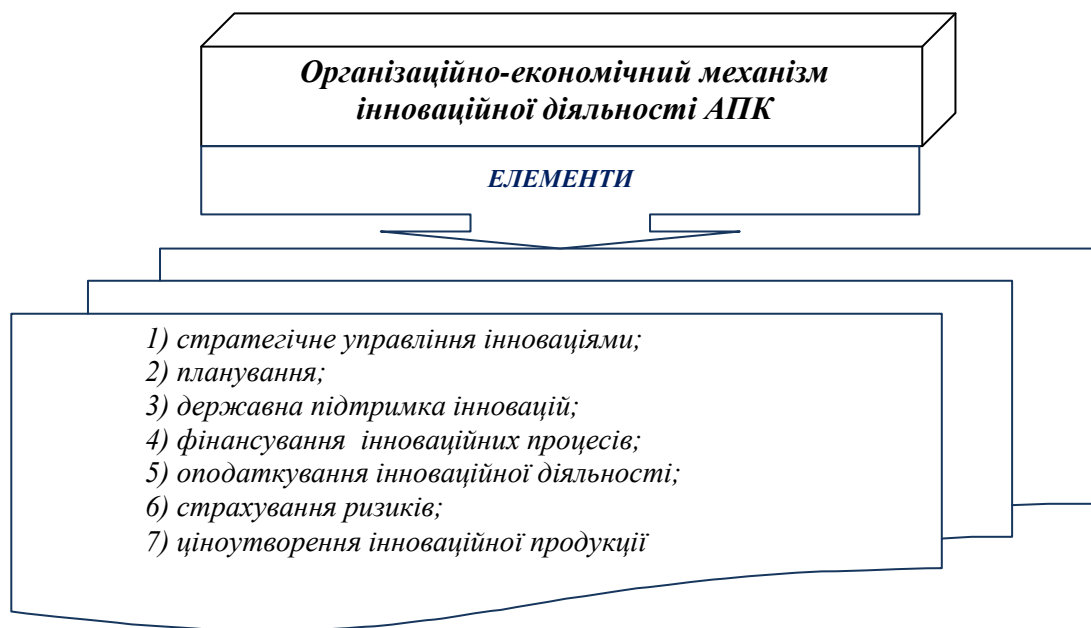 Організаційно-економічний механізм
інноваційної діяльності АПК
ЕЛЕМЕНТИ
1) стратегічне управління інноваціями;
2) планування;
3) державна підтримка інновацій;
4) фінансування інноваційних процесів;
5) оподаткування інноваційної діяльності;
6) страхування ризиків;
7) ціноутворення інноваційної продукції